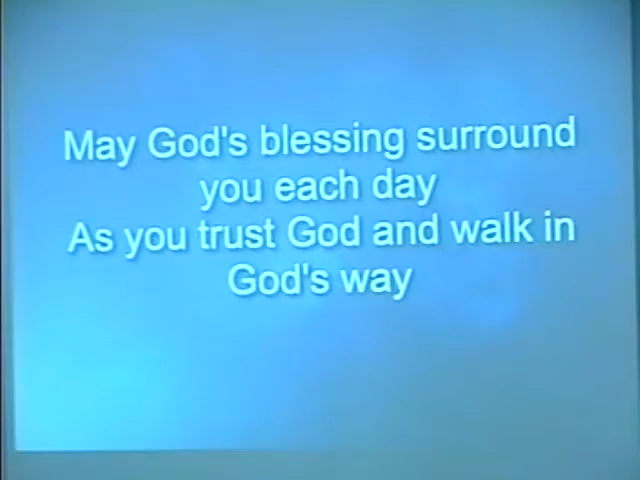 May God's blessing surround
you each day
As you trust God and walk in
God's way